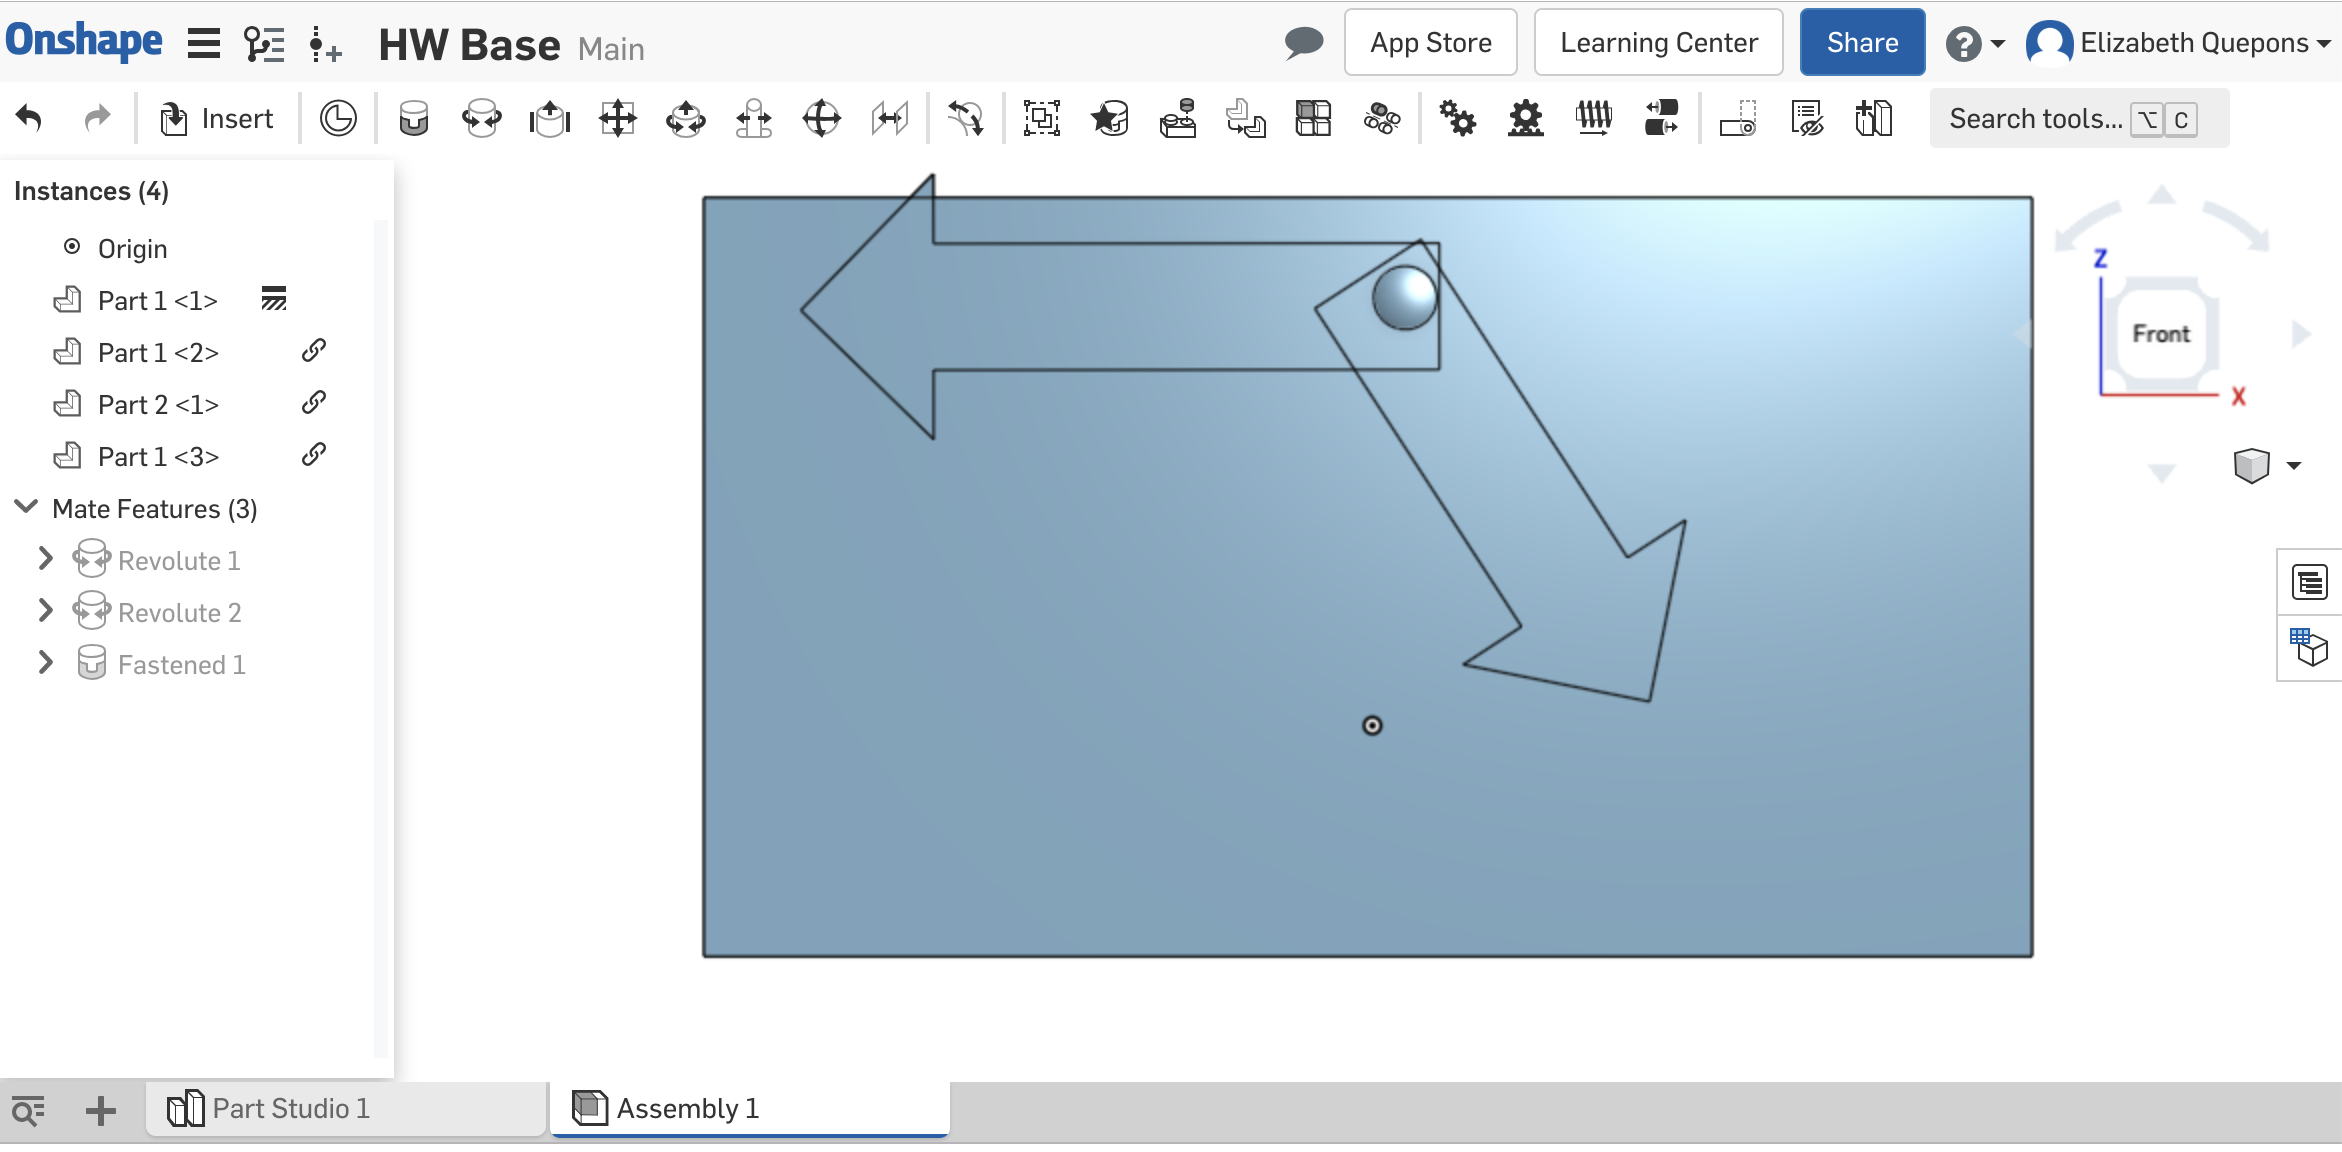 Onshape HW Base Main App Store Learning Center Share ? Elizabeth Quepons
Insert Search tools... ⌥ C
Instances (4)
Origin
Part 1 <1>
Part 1 <2>
Part 2 <1>
Part 1 <3>
Mate Features (3)
Revolute 1
Revolute 2
Fastened 1
Z
Front
X
Part Studio 1 Assembly 1